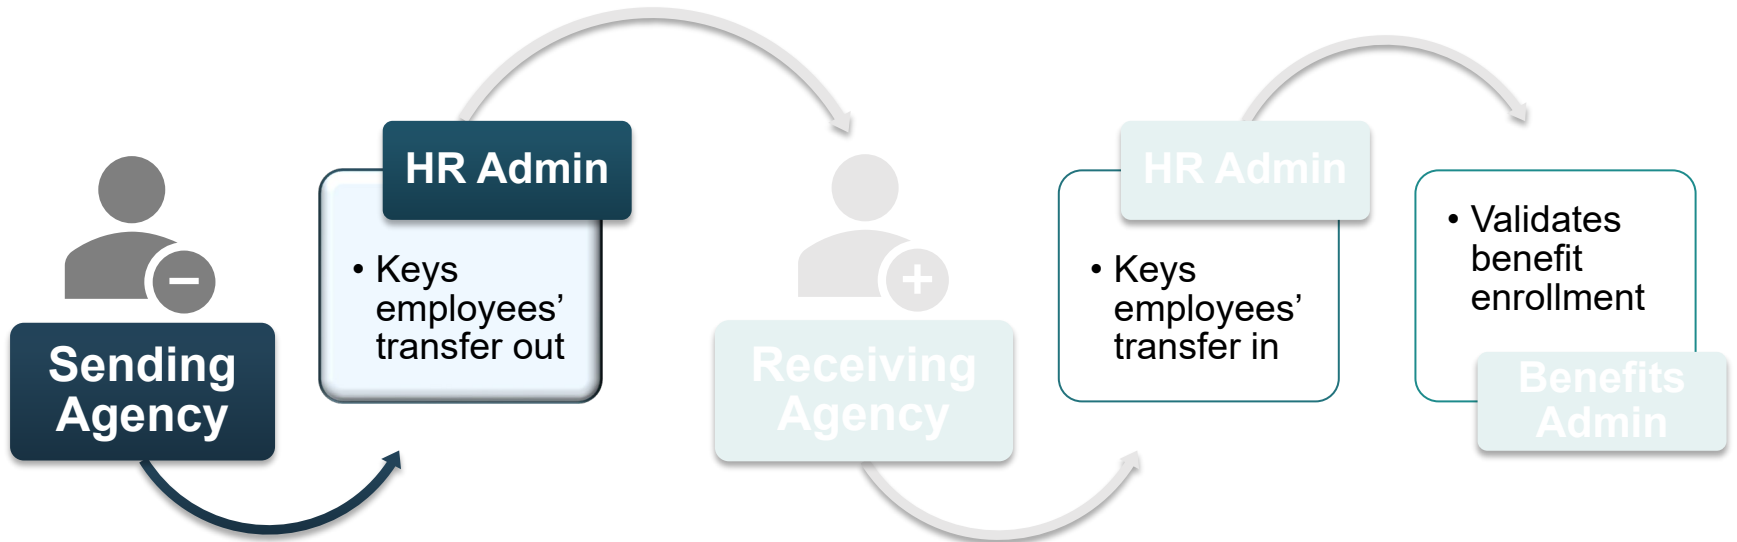 Sending
Agency
HR Admin
• Keys
employees’
transfer out
Receiving
Agency
HR Admin
• Keys
employees’
transfer in
• Validates
benefit
enrollment
Benefits
Admin